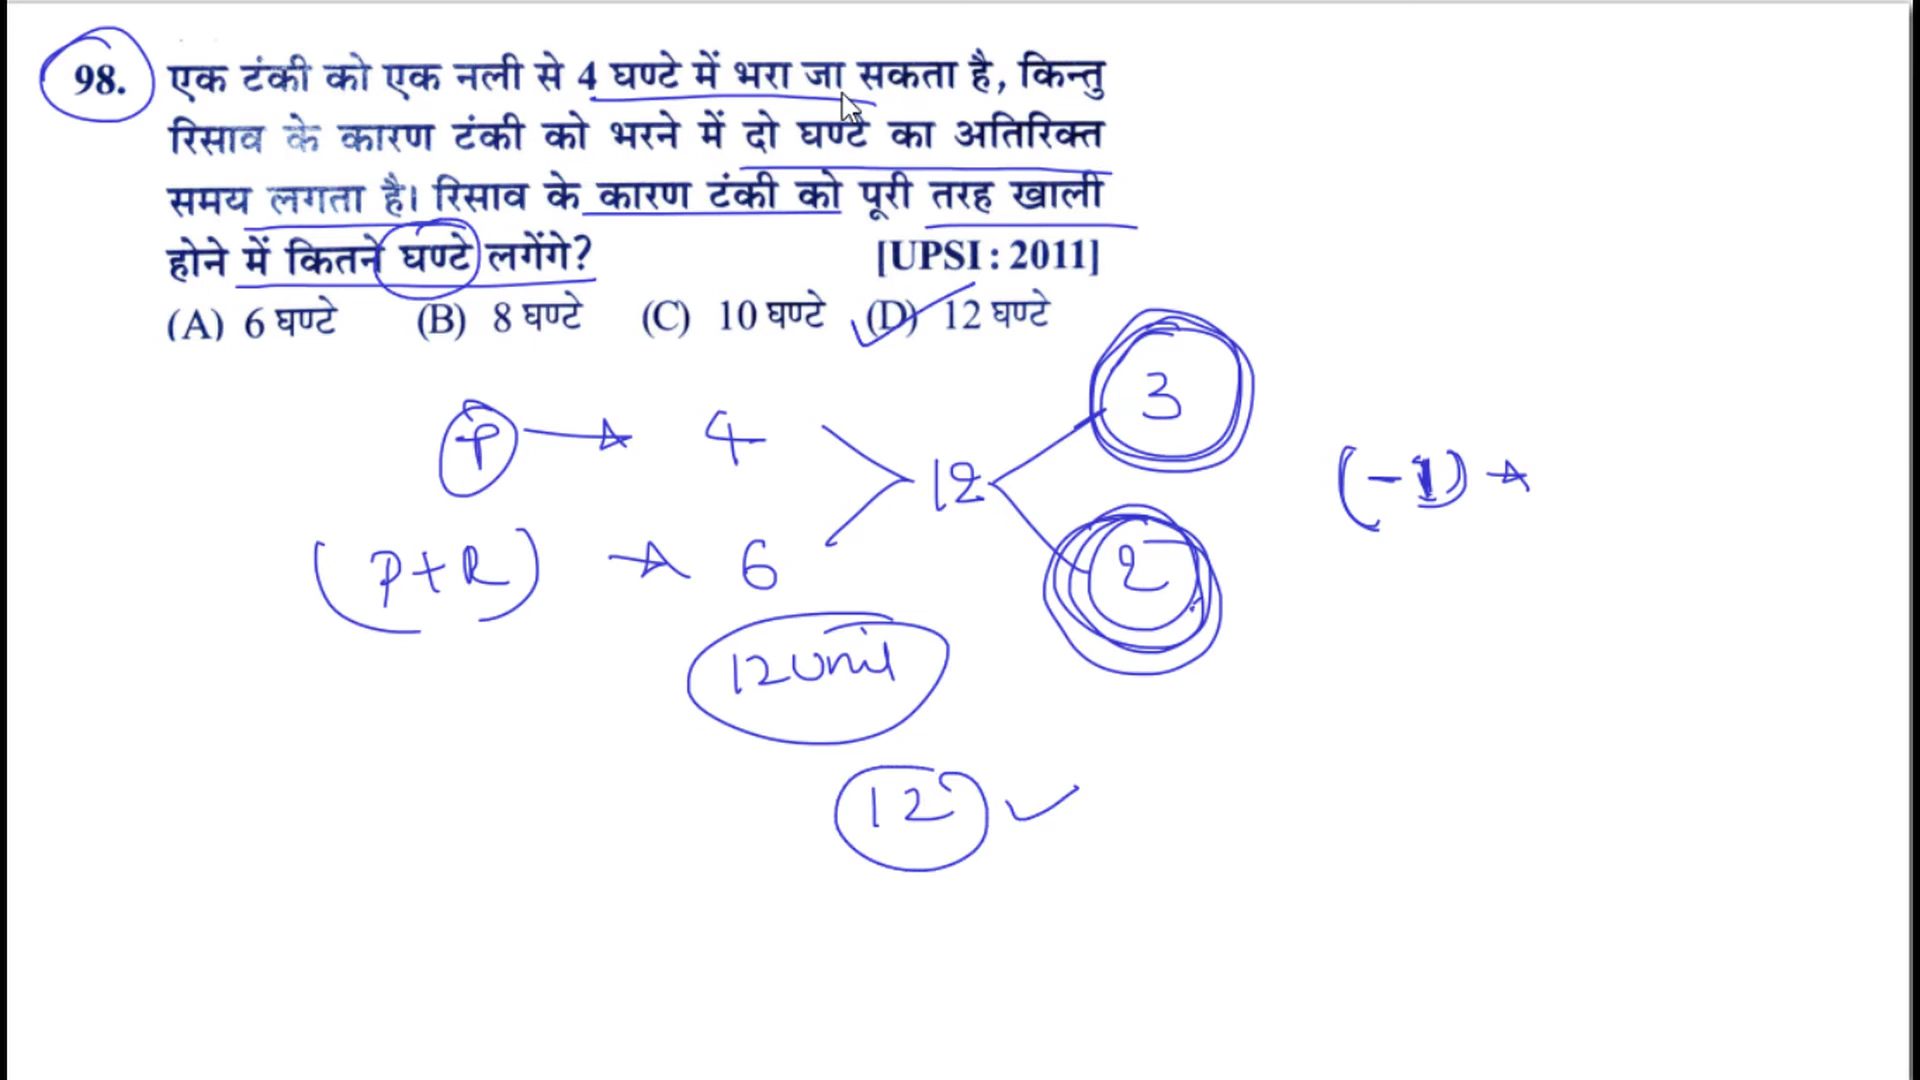 98. एक टंकी को एक नली से 4 घण्टे में भरा जा सकता है, किन्तु
रिसाव के कारण टंकी को भरने में दो घण्टे का अतिरिक्त
समय लगता है। रिसाव के कारण टंकी को पूरी तरह खाली
होने में कितने घण्टे लगेंगे? [UPSI : 2011]
(A) 6 घण्टे (B) 8 घण्टे (C) 10 घण्टे (D) 12 घण्टे
3
P → 4
12 (-1) →
(P+R) → 6 2
12 Unit
12